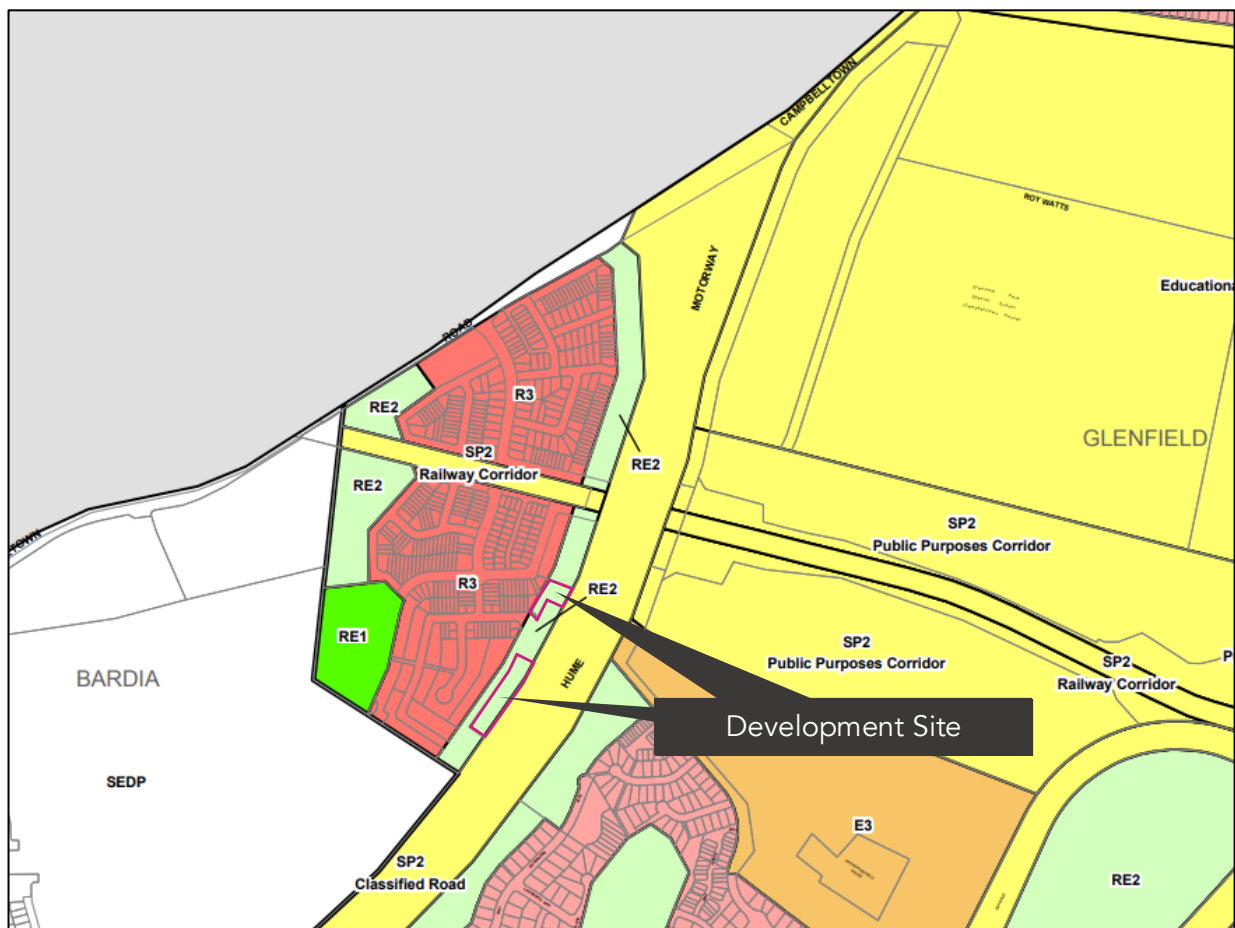 CAMPBELLTOWN
ROY WATTS
MOTORWAY
Educationa
ROAD
R3
RE2
GLENFIELD
SP2
Railway Corridor
RE2
RE2
SP2
Public Purposes Corridor
TOWN
R3
RE2
RE1
SP2
Public Purposes Corridor
P
SP2
Railway Corridor
HUME
BARDIA
Development Site
SEDP
E3
SP2
Classified Road
RE2